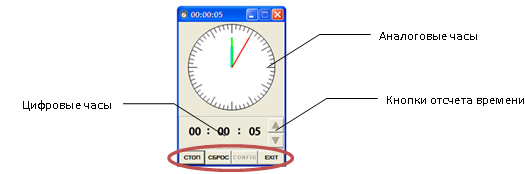 00:00:05
Аналоговые часы
Цифровые часы
Кнопки отсчета времени
00 : 00 : 05
СТОП СБРОС CONFIG EXIT